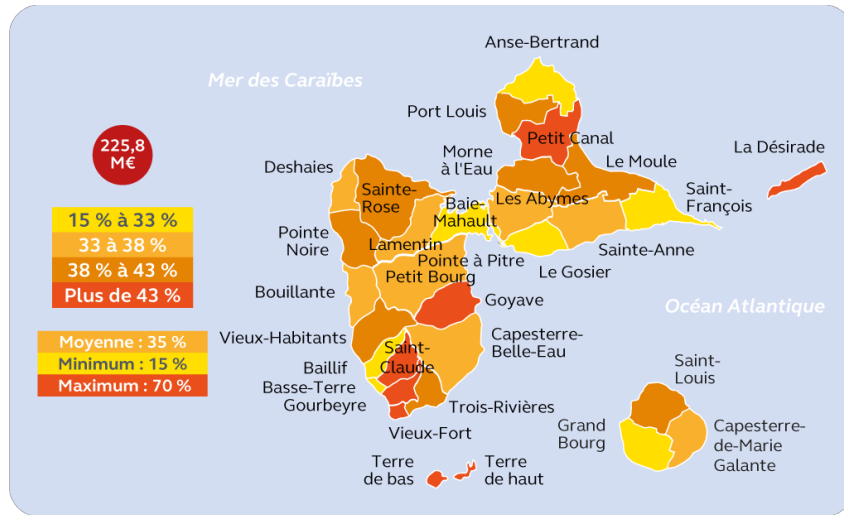 Anse-Bertrand
Mer des Caraïbes
Port Louis
225,8
M€
Petit Canal
La Désirade
Morne
à l'Eau
Le Moule
Deshaies
Sainte-
Rose
Saint-
François
Les Abymes
Baie-
Mahault
15 % à 33 %
33 à 38 %
38 % à 43 %
Plus de 43 %
Pointe
Noire
Lamentin
Sainte-Anne
Pointe à Pitre
Le Gosier
Petit Bourg
Bouillante
Goyave
Océan Atlantique
Vieux-Habitants
Capesterre-
Belle-Eau
Moyenne : 35 %
Minimum : 15 %
Maximum : 70 %
Saint-
Claude
Baillif
Basse-Terre
Gourbeyre
Saint-
Louis
Trois-Rivières
Vieux-Fort
Grand
Bourg
Capesterre-
de-Marie
Galante
Terre
de bas
Terre
de haut